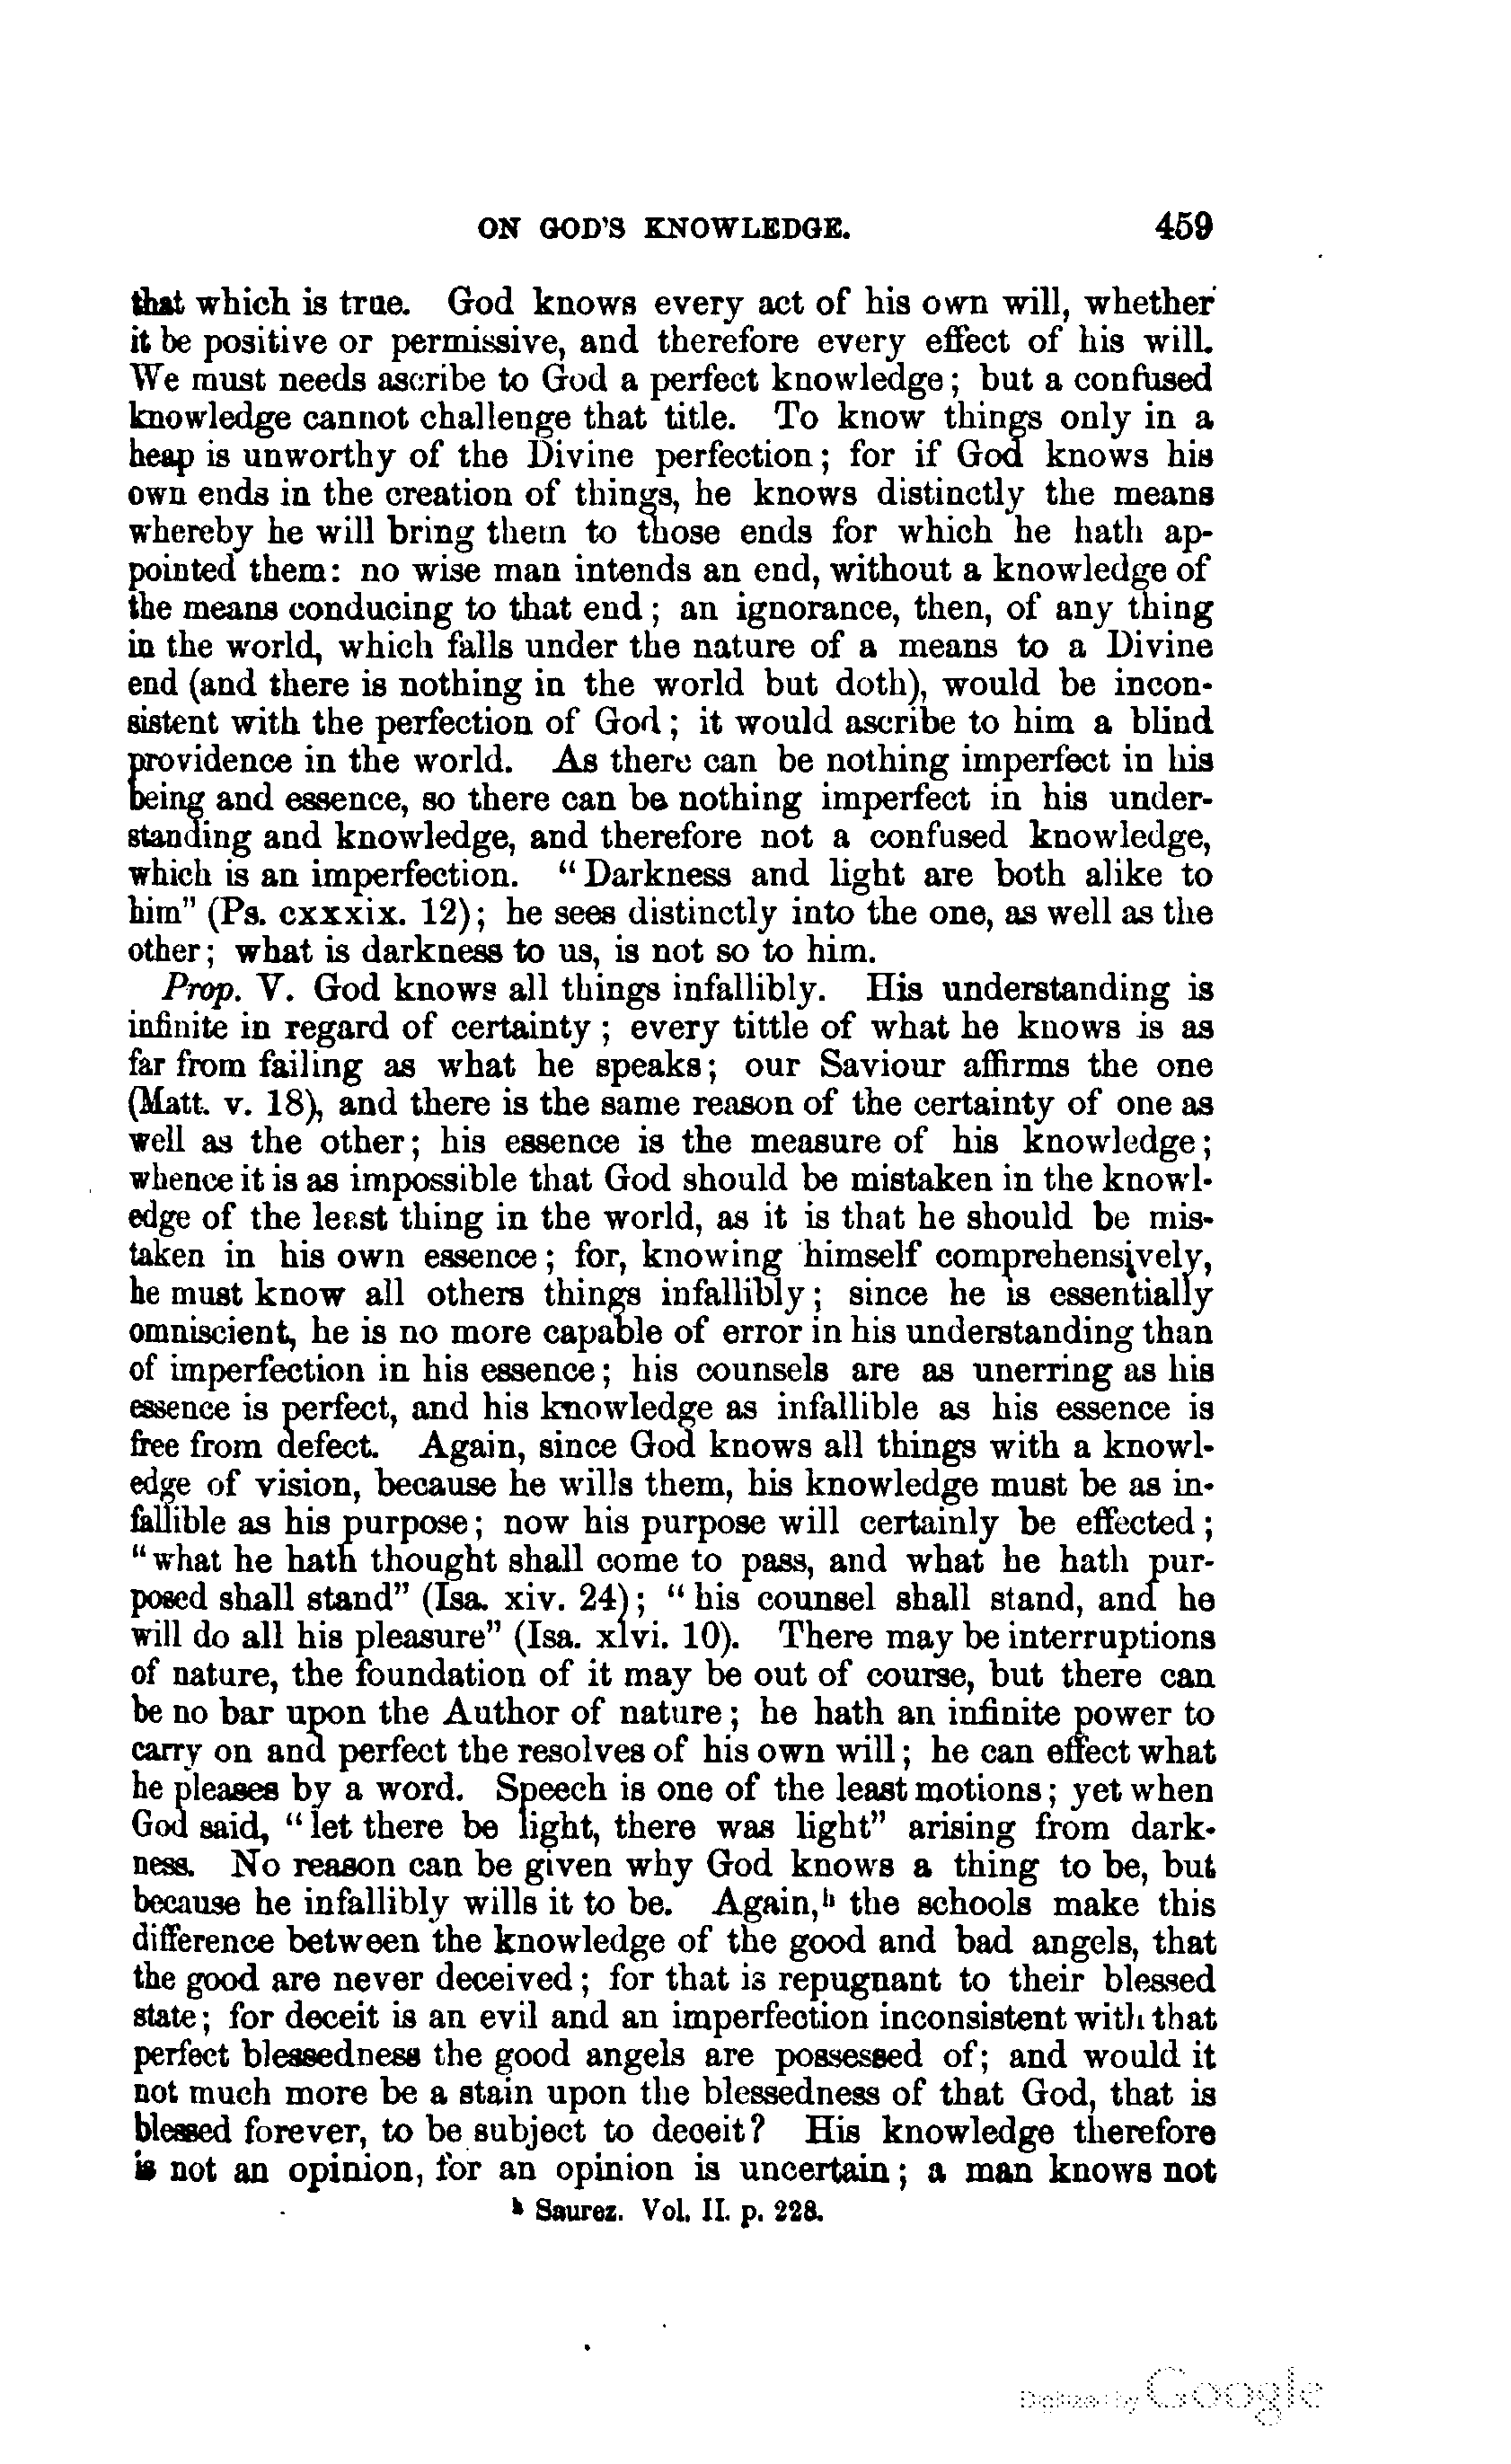 ON GOD'S KNOWLEDGE. 459
that which is true. God knows every act of his own will, whether
it be positive or permissive, and therefore every effect of his will.
We must needs ascribe to God a perfect knowledge; but a confused
knowledge cannot challenge that title. To know things only in a
heap is unworthy of the Divine perfection; for if God knows his
own ends in the creation of things, he knows distinctly the means
whereby he will bring them to those ends for which he hath ap-
pointed them: no wise man intends an end, without a knowledge of
the means conducing to that end; an ignorance, then, of any thing
in the world, which falls under the nature of a means to a Divine
end (and there is nothing in the world but doth), would be incon-
sistent with the perfection of God; it would ascribe to him a blind
providence in the world. As there can be nothing imperfect in his
being and essence, so there can be nothing imperfect in his under-
standing and knowledge, and therefore not a confused knowledge,
which is an imperfection. "Darkness and light are both alike to
him" (Ps. cxxxix. 12); he sees distinctly into the one, as well as the
other; what is darkness to us, is not so to him.
Prop. V. God knows all things infallibly. His understanding is
infinite in regard of certainty; every tittle of what he knows is as
far from failing as what he speaks; our Saviour affirms the one
(Matt. v. 18), and there is the same reason of the certainty of one as
well as the other; his essence is the measure of his knowledge;
whence it is as impossible that God should be mistaken in the knowl-
edge of the least thing in the world, as it is that he should be mis-
taken in his own essence; for, knowing himself comprehensively,
he must know all others things infallibly; since he is essentially
omniscient, he is no more capable of error in his understanding than
of imperfection in his essence; his counsels are as unerring as his
essence is perfect, and his knowledge as infallible as his essence is
free from defect. Again, since God knows all things with a knowl-
edge of vision, because he wills them, his knowledge must be as in-
fallible as his purpose; now his purpose will certainly be effected;
"what he hath thought shall come to pass, and what he hath pur-
posed shall stand" (Isa. xiv. 24); "his counsel shall stand, and he
will do all his pleasure" (Isa. xlvi. 10). There may be interruptions
of nature, the foundation of it may be out of course, but there can
be no bar upon the Author of nature; he hath an infinite power to
carry on and perfect the resolves of his own will; he can effect what
he pleases by a word. Speech is one of the least motions; yet when
God said, "let there be light, there was light" arising from dark-
ness. No reason can be given why God knows a thing to be, but
because he infallibly wills it to be. Again,ʰ the schools make this
difference between the knowledge of the good and bad angels, that
the good are never deceived; for that is repugnant to their blessed
state; for deceit is an evil and an imperfection inconsistent with that
perfect blessedness the good angels are possessed of; and would it
not much more be a stain upon the blessedness of that God, that is
blessed forever, to be subject to deceit? His knowledge therefore
is not an opinion, for an opinion is uncertain; a man knows not
ʰ Saurez. Vol. II. p. 228.
Digitized by Google